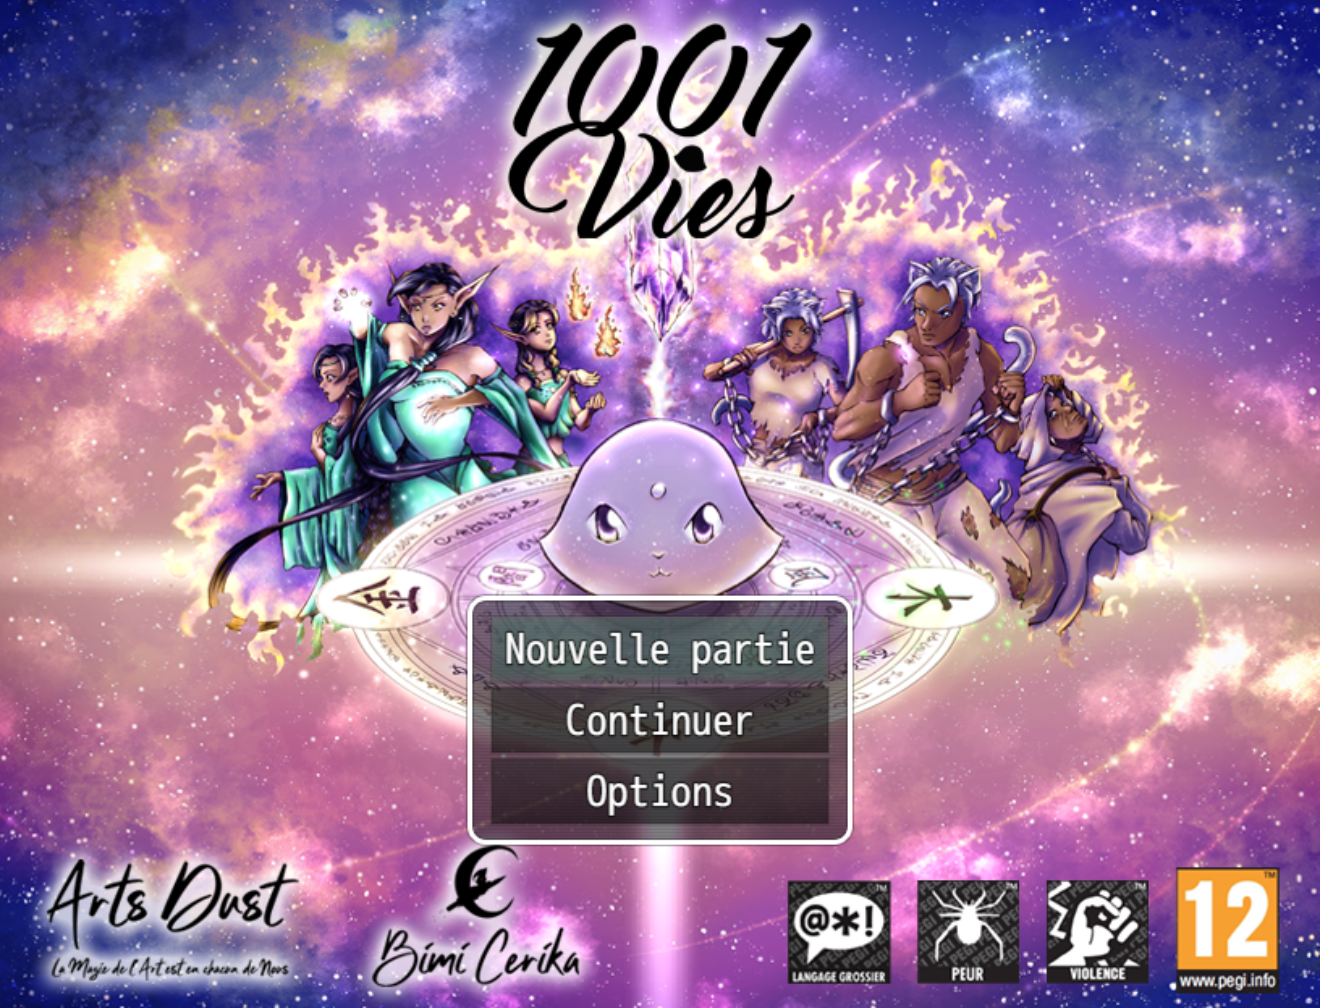 1001
Vies
Nouvelle partie
Continuer
Options
Arts Dust
La Magie de l'Art est en chacun de Nous
Bimi Cerika
@*!
LANGAGE GROSSIER
PEUR
VIOLENCE
12
www.pegi.info